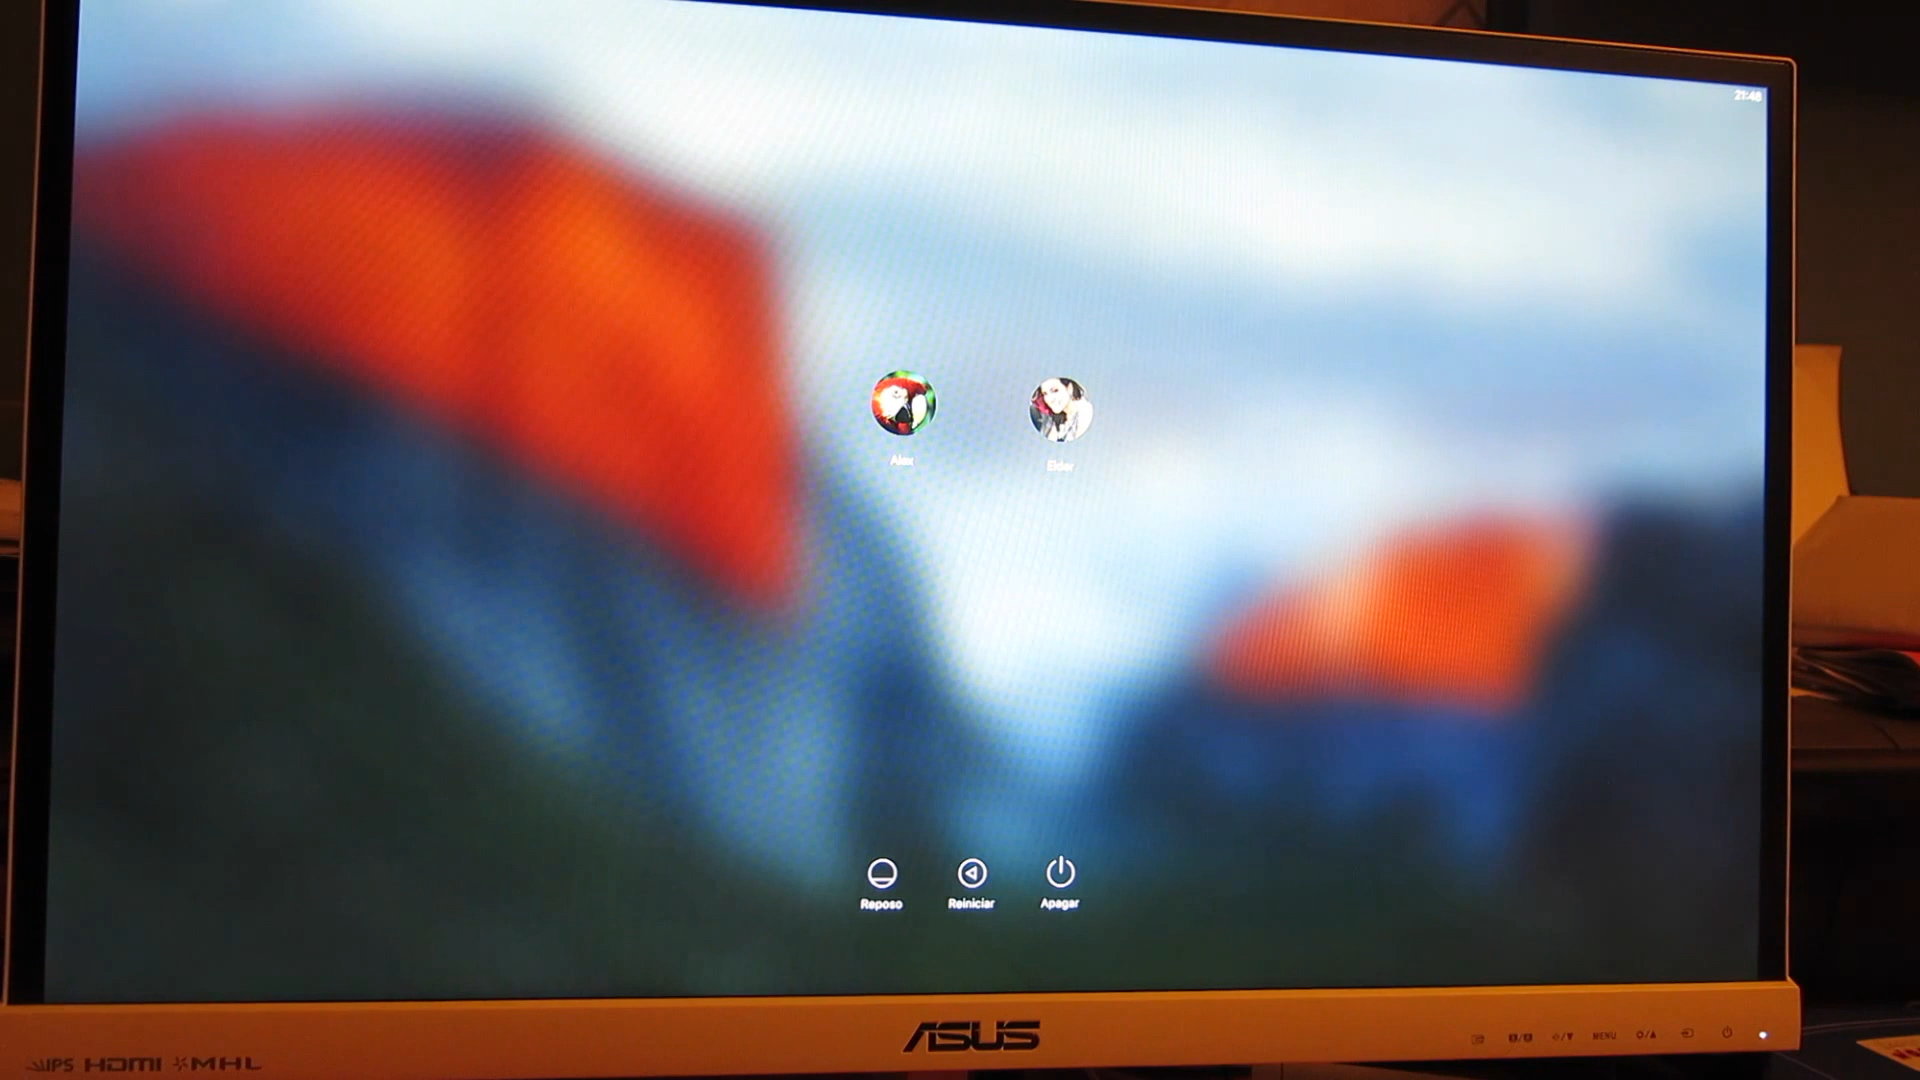 21:48
Alex
Reposo
Reiniciar
Apagar
ASUS
IPS HDMI MHL
MENU